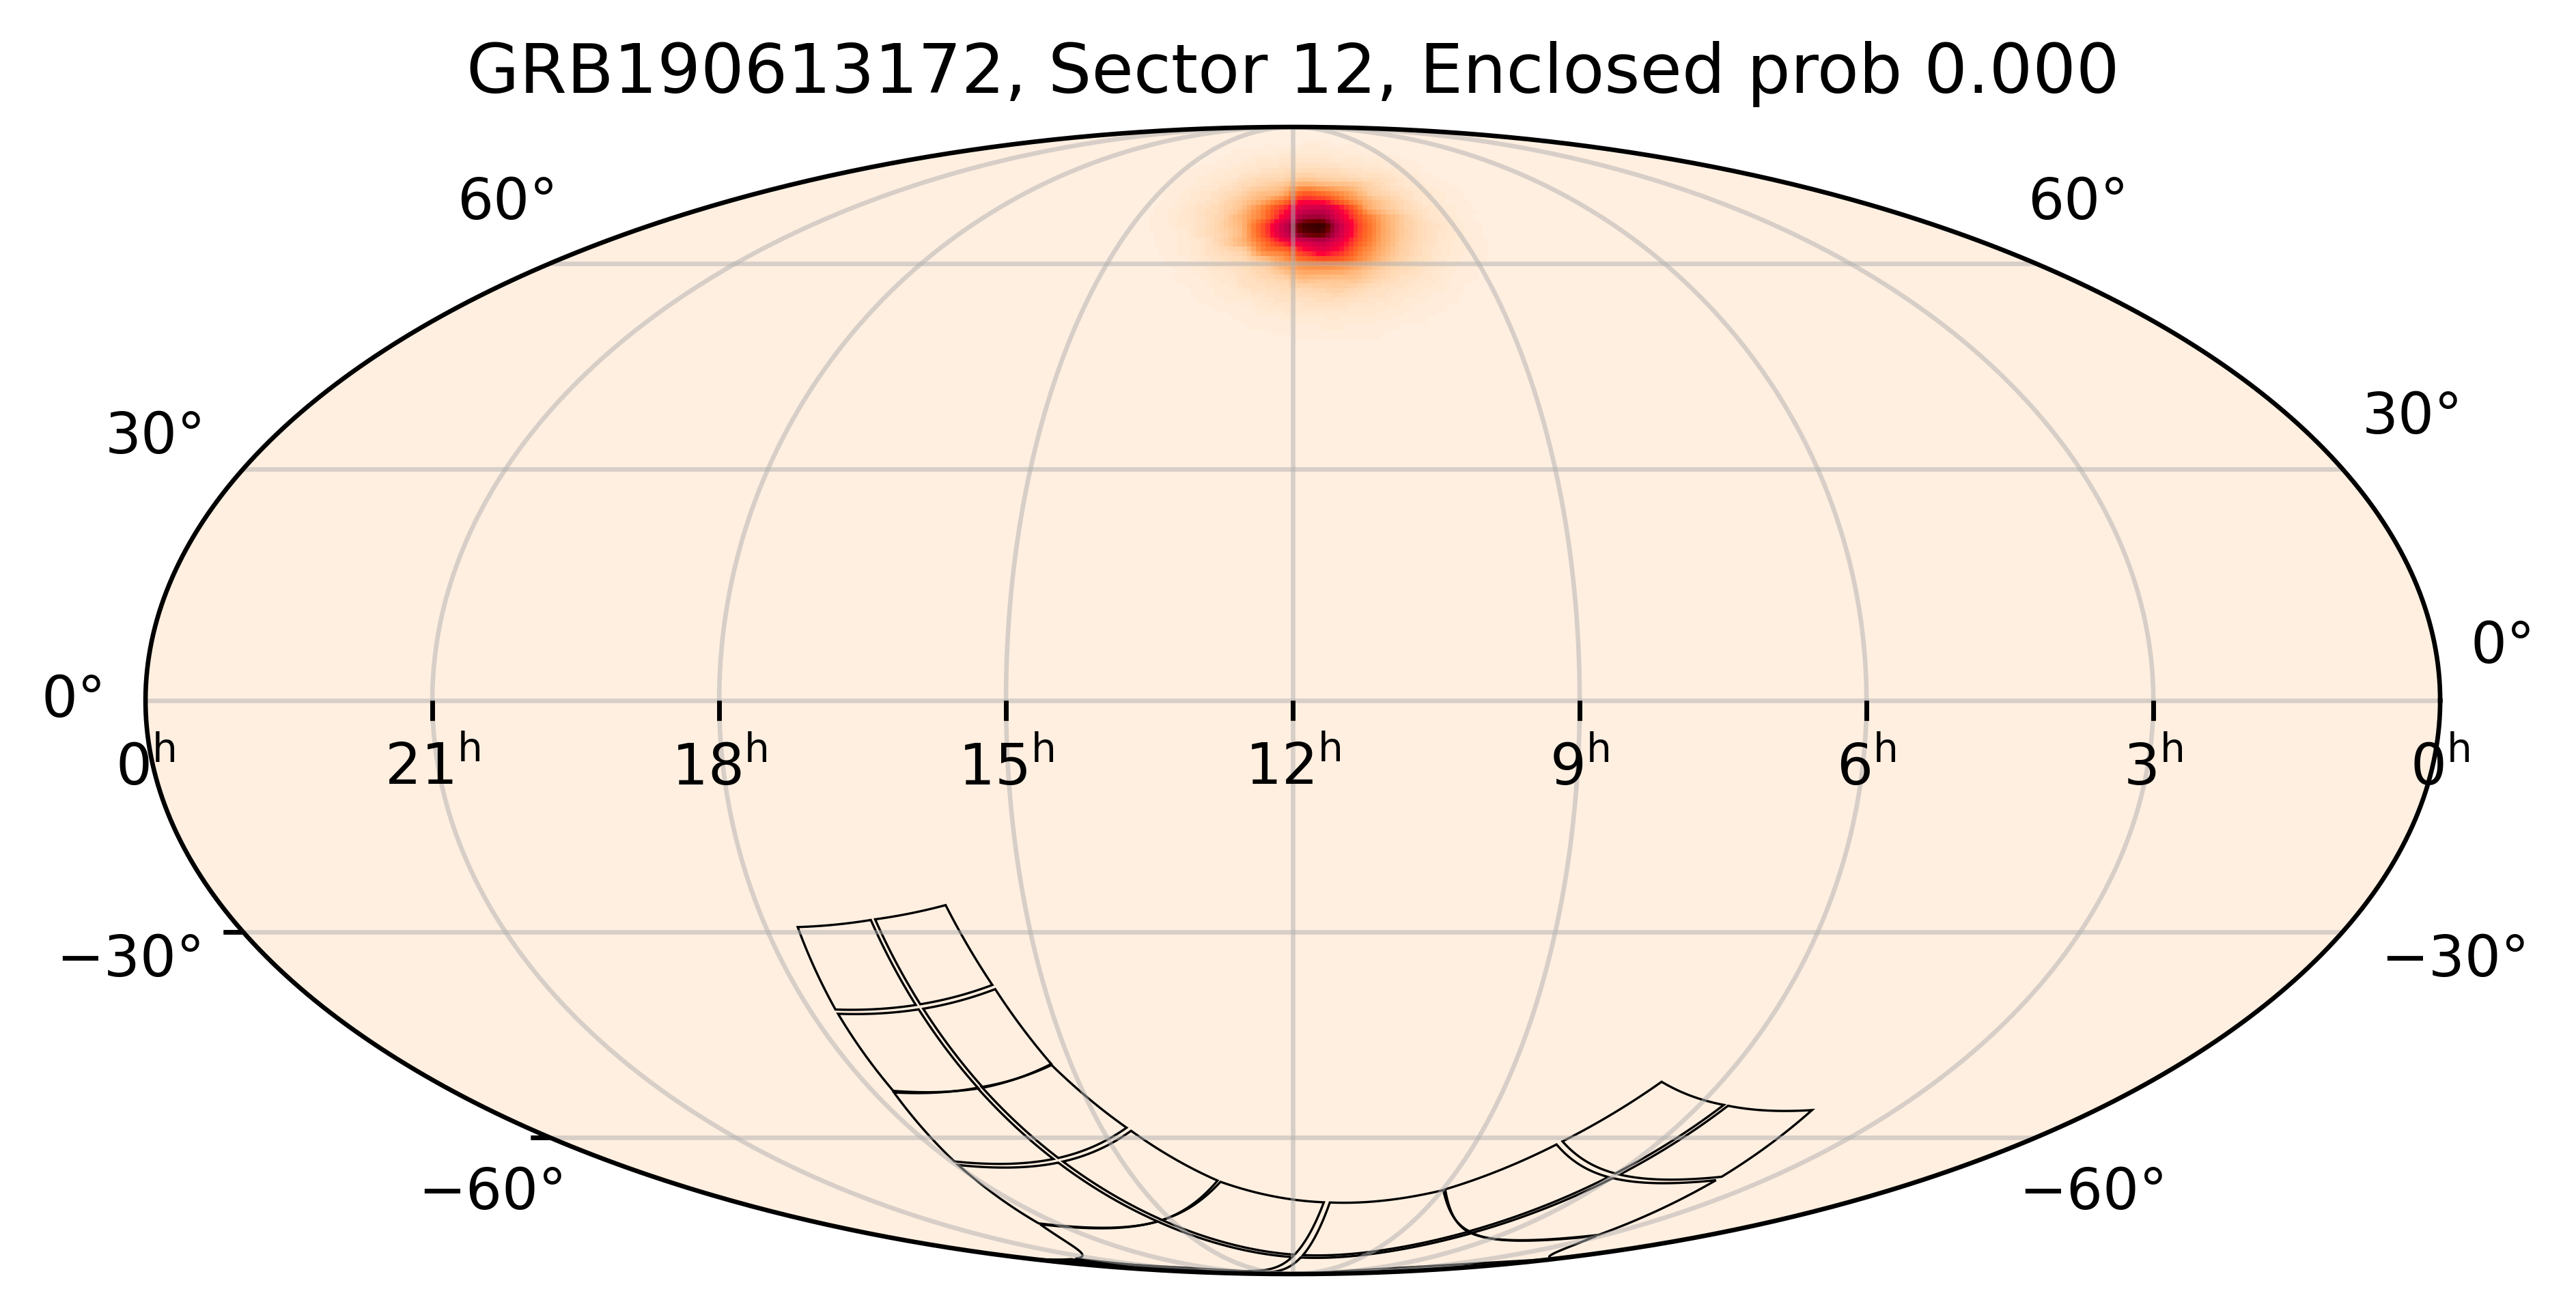 GRB190613172, Sector 12, Enclosed prob 0.000
60° 60°
30° 30°
0° 0°
0ʰ 21ʰ 18ʰ 15ʰ 12ʰ 9ʰ 6ʰ 3ʰ 0ʰ
−30° −30°
−60° −60°